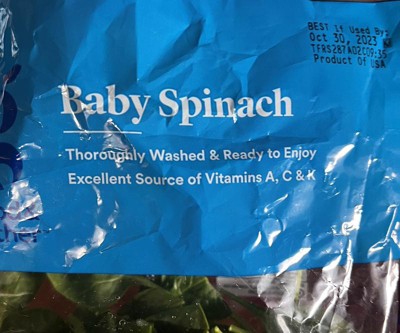 BEST if Used By:
Oct 30, 2023
Product Of USA
Baby Spinach
Thoroughly Washed & Ready to Enjoy
Excellent Source of Vitamins A, C & K